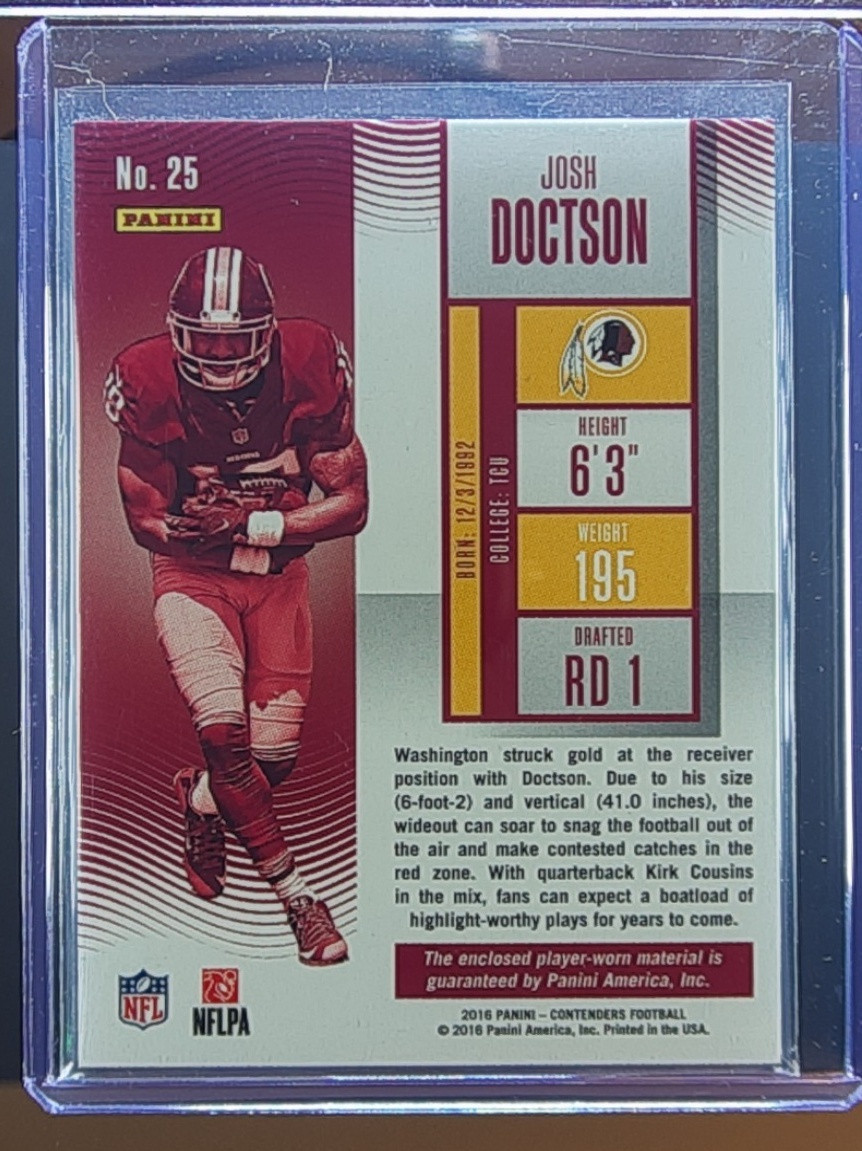 No. 25
PANINI
JOSH
DOCTSON
BORN: 12/3/1992
COLLEGE: TCU
HEIGHT
6'3"
WEIGHT
195
DRAFTED
RD 1
Washington struck gold at the receiver
position with Doctson. Due to his size
(6-foot-2) and vertical (41.0 inches), the
wideout can soar to snag the football out of
the air and make contested catches in the
red zone. With quarterback Kirk Cousins
in the mix, fans can expect a boatload of
highlight-worthy plays for years to come.
The enclosed player-worn material is
guaranteed by Panini America, Inc.
NFL
NFLPA
2016 PANINI – CONTENDERS FOOTBALL
© 2016 Panini America, Inc. Printed in the USA.